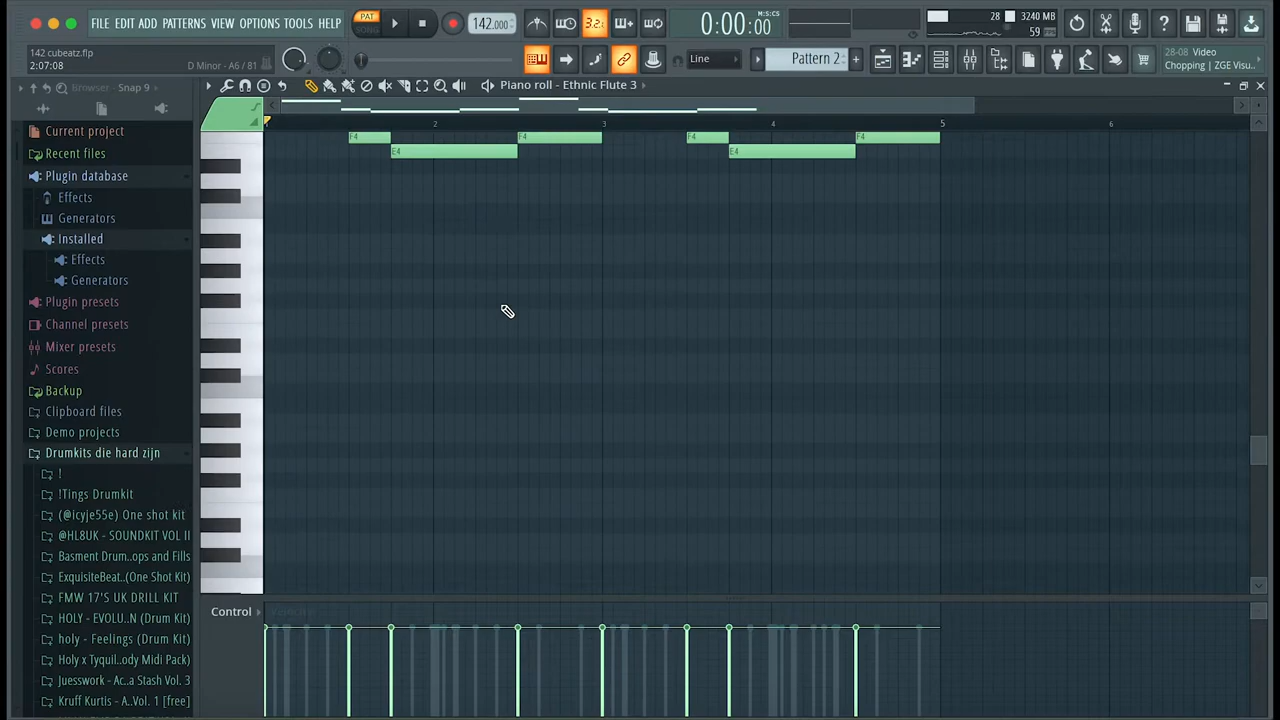 FILE EDIT ADD PATTERNS VIEW OPTIONS TOOLS HELP
PAT
SONG
142.000
3.2.
0:00:00
M:S:CS
28
3240 MB
59
142 cubeatz.flp
2:07:08
D Minor - A6 / 81
Line
Pattern 2
28-08 Video
Chopping | ZGE Visu..
Browser - Snap 9
Piano roll - Ethnic Flute 3
Current project
Recent files
Plugin database
Effects
Generators
Installed
Effects
Generators
Plugin presets
Channel presets
Mixer presets
Scores
Backup
Clipboard files
Demo projects
Drumkits die hard zijn
!
!Tings Drumkit
(@icyje55e) One shot kit
@HL8UK - SOUNDKIT VOL II
Basment Drum..ops and Fills
ExquisiteBeat..(One Shot Kit)
FMW 17'S UK DRILL KIT
HOLY - EVOLU..N (Drum Kit)
holy - Feelings (Drum Kit)
Holy x Tyquil..ody Midi Pack)
Juesswork - Ac..a Stash Vol. 3
Kruff Kurtis - A..Vol. 1 [free]
2 3 4 5 6
F4 F4 F4 F4
E4 E4
Control
Velocity